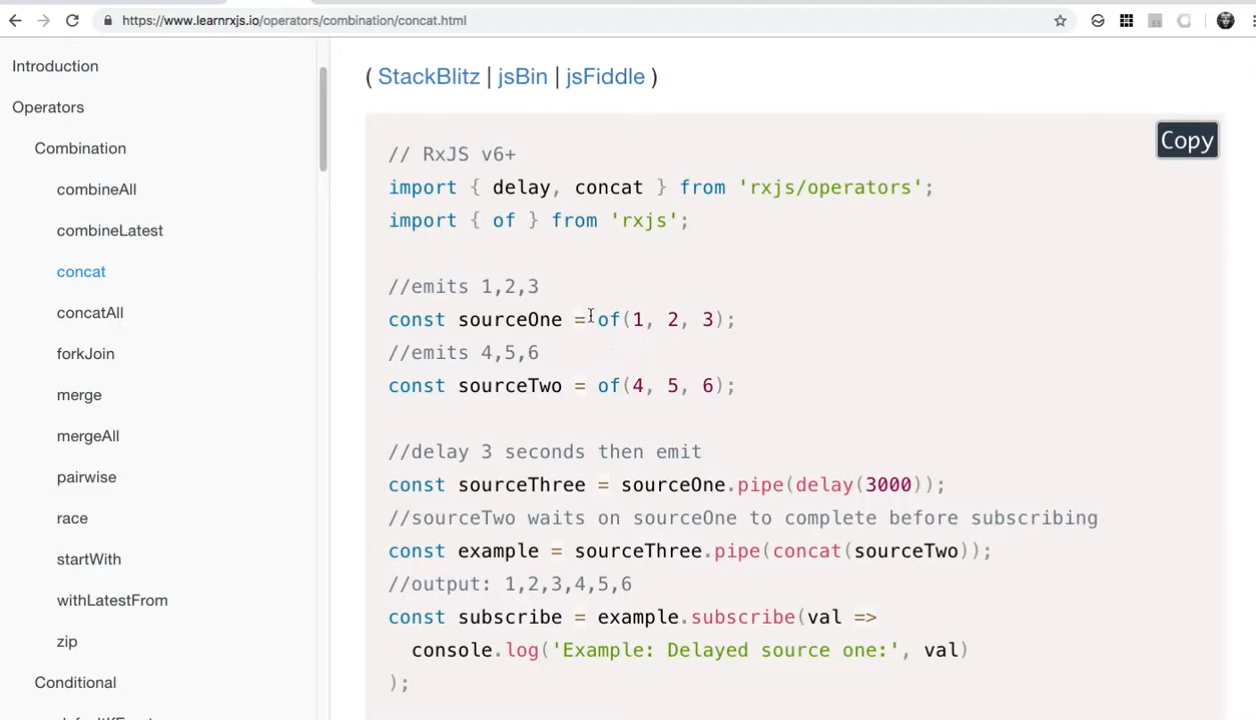 https://www.learnrxjs.io/operators/combination/concat.html
Introduction
Operators
Combination
combineAll
combineLatest
concat
concatAll
forkJoin
merge
mergeAll
pairwise
race
startWith
withLatestFrom
zip
Conditional
( StackBlitz | jsBin | jsFiddle )
Copy
// RxJS v6+
import { delay, concat } from 'rxjs/operators';
import { of } from 'rxjs';
//emits 1,2,3
const sourceOne = of(1, 2, 3);
//emits 4,5,6
const sourceTwo = of(4, 5, 6);
//delay 3 seconds then emit
const sourceThree = sourceOne.pipe(delay(3000));
//sourceTwo waits on sourceOne to complete before subscribing
const example = sourceThree.pipe(concat(sourceTwo));
//output: 1,2,3,4,5,6
const subscribe = example.subscribe(val =>
console.log('Example: Delayed source one:', val)
);